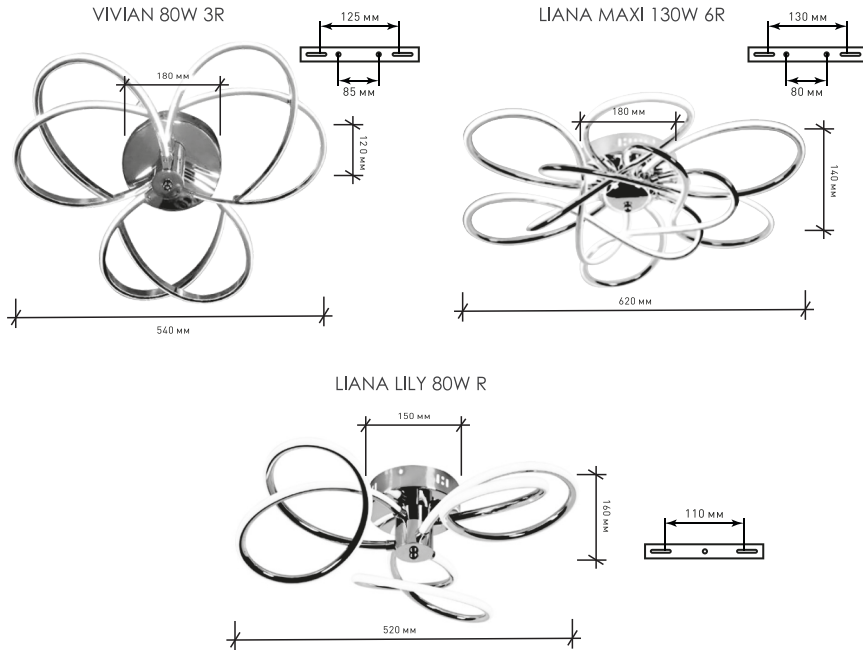 VIVIAN 80W 3R
125 мм
85 мм
180 мм
120 мм
540 мм
LIANA MAXI 130W 6R
130 мм
80 мм
180 мм
140 мм
620 мм
LIANA LILY 80W R
150 мм
160 мм
110 мм
520 мм